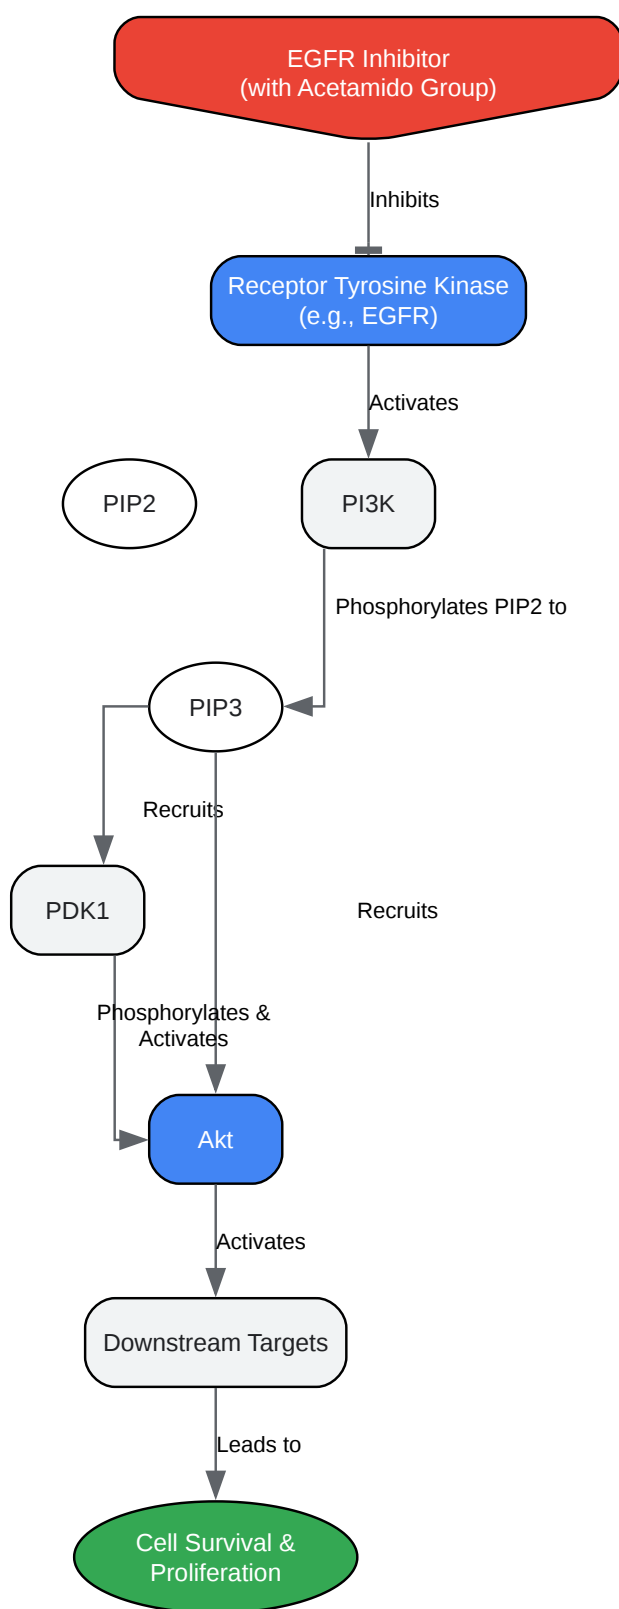 EGFR Inhibitor
(with Acetamido Group)
Inhibits
Receptor Tyrosine Kinase
(e.g., EGFR)
Activates
PIP2
PI3K
Phosphorylates PIP2 to
PIP3
Recruits
PDK1
Recruits
Phosphorylates &
Activates
Akt
Activates
Downstream Targets
Leads to
Cell Survival &
Proliferation